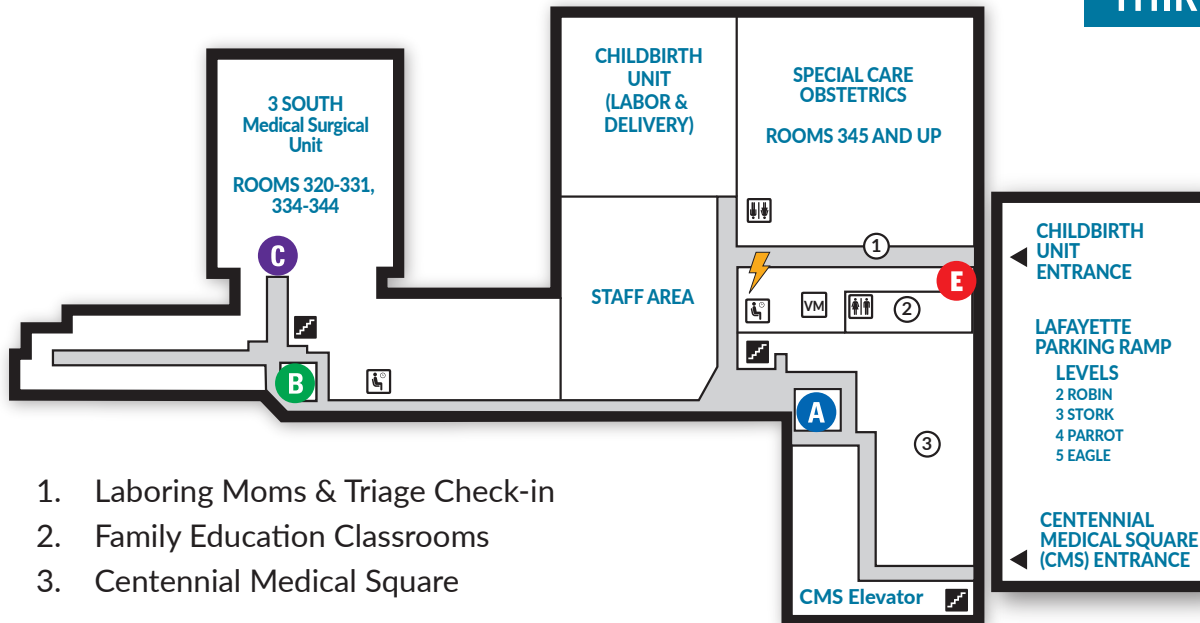 CHILDBIRTH
UNIT
(LABOR &
DELIVERY)
SPECIAL CARE
OBSTETRICS
ROOMS 345 AND UP
3 SOUTH
Medical Surgical
Unit
ROOMS 320-331,
334-344
C
STAFF AREA
1
E
VM
2
B
A
3
CMS Elevator
CHILDBIRTH
UNIT
ENTRANCE
LAFAYETTE
PARKING RAMP
LEVELS
2 ROBIN
3 STORK
4 PARROT
5 EAGLE
CENTENNIAL
MEDICAL SQUARE
(CMS) ENTRANCE
1. Laboring Moms & Triage Check-in
2. Family Education Classrooms
3. Centennial Medical Square